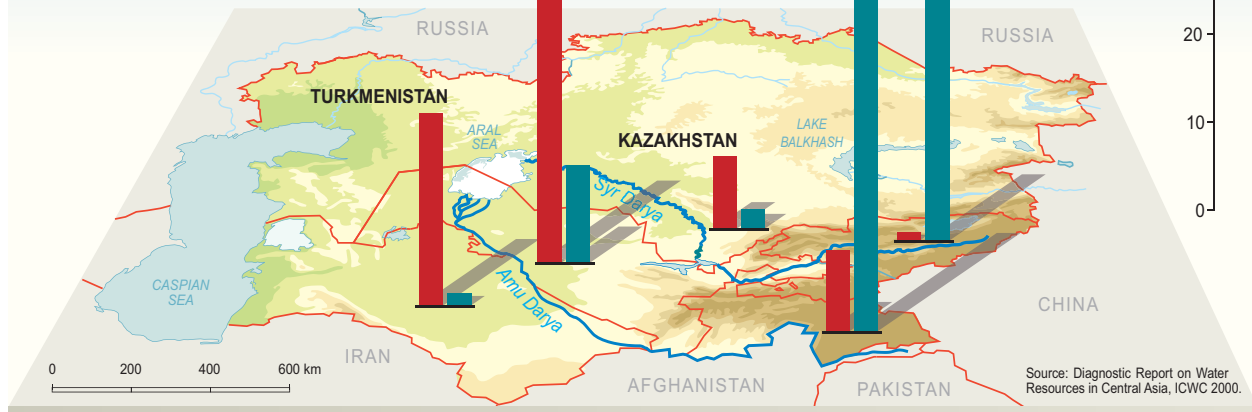 RUSSIA
RUSSIA
20
TURKMENISTAN
ARAL
SEA
KAZAKHSTAN
LAKE
BALKHASH
10
Syr Darya
0
CASPIAN
SEA
Amu Darya
CHINA
IRAN
0 200 400 600 km
AFGHANISTAN
PAKISTAN
Source: Diagnostic Report on Water
Resources in Central Asia, ICWC 2000.